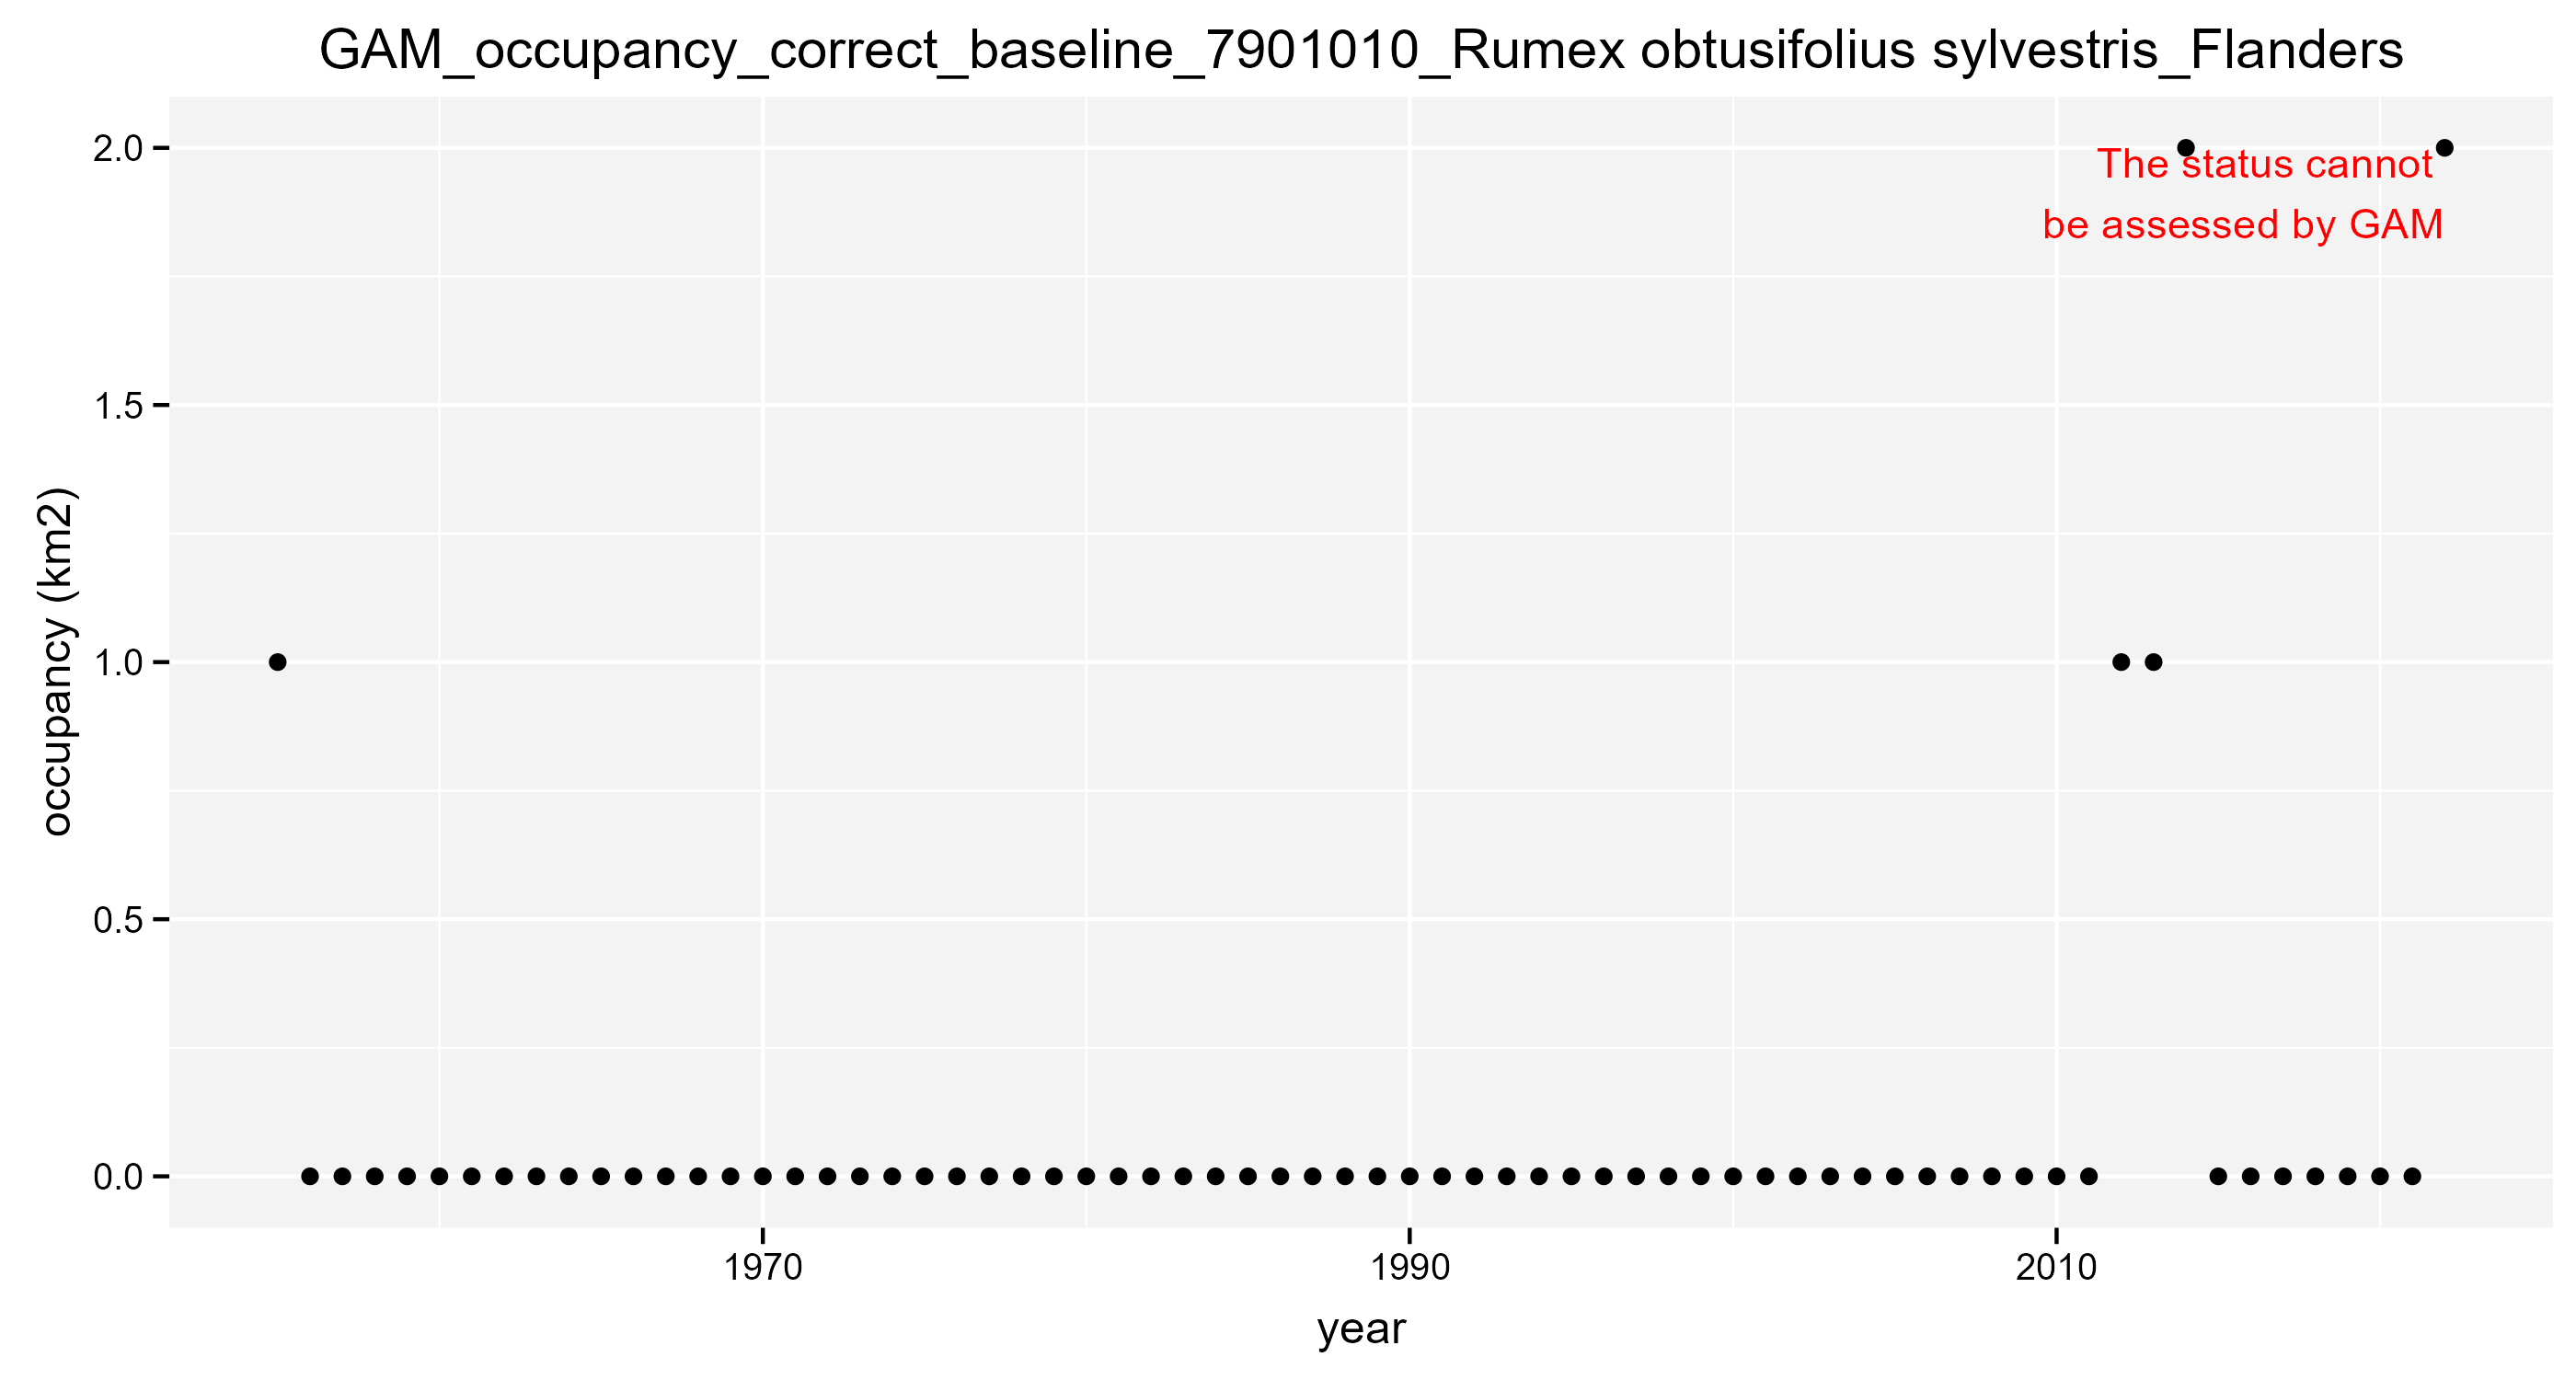 GAM_occupancy_correct_baseline_7901010_Rumex obtusifolius sylvestris_Flanders
2.0
The status cannot
be assessed by GAM
1.5
occupancy (km2)
1.0
0.5
0.0
1970 1990 2010
year